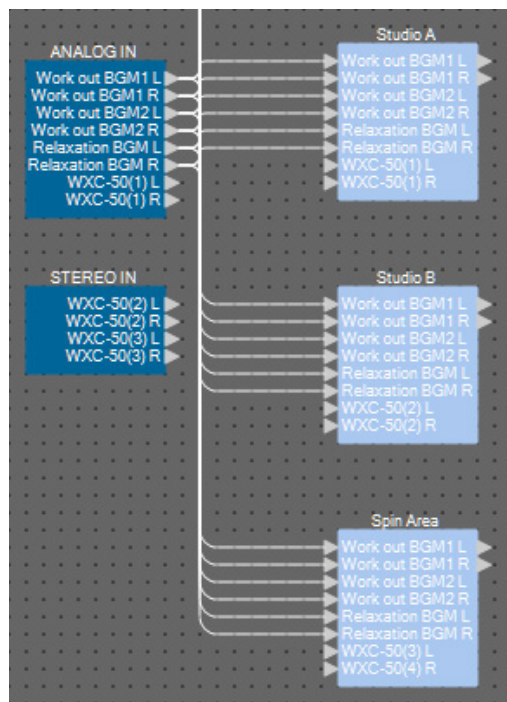 ANALOG IN
Work out BGM1 L
Work out BGM1 R
Work out BGM2 L
Work out BGM2 R
Relaxation BGM L
Relaxation BGM R
WXC-50(1) L
WXC-50(1) R
STEREO IN
WXC-50(2) L
WXC-50(2) R
WXC-50(3) L
WXC-50(3) R
Studio A
Work out BGM1 L
Work out BGM1 R
Work out BGM2 L
Work out BGM2 R
Relaxation BGM L
Relaxation BGM R
WXC-50(1) L
WXC-50(1) R
Studio B
Work out BGM1 L
Work out BGM1 R
Work out BGM2 L
Work out BGM2 R
Relaxation BGM L
Relaxation BGM R
WXC-50(2) L
WXC-50(2) R
Spin Area
Work out BGM1 L
Work out BGM1 R
Work out BGM2 L
Work out BGM2 R
Relaxation BGM L
Relaxation BGM R
WXC-50(3) L
WXC-50(4) R